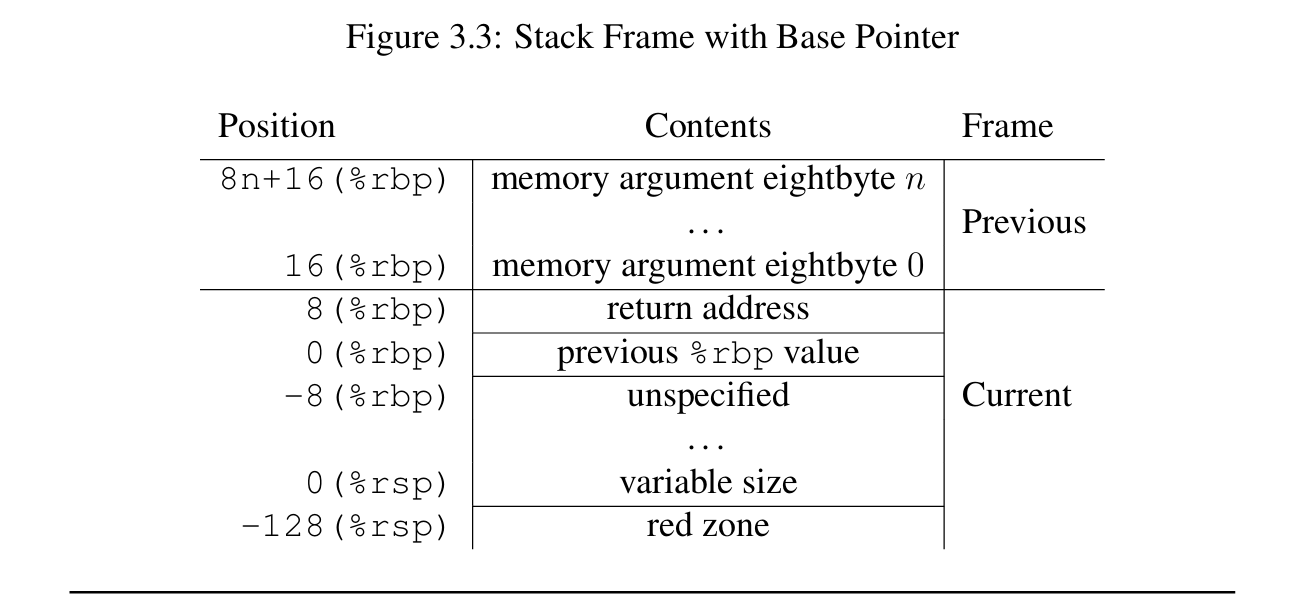 Figure 3.3: Stack Frame with Base Pointer
Position Contents Frame
8n+16(%rbp) memory argument eightbyte n
... Previous
16(%rbp) memory argument eightbyte 0
8(%rbp) return address
0(%rbp) previous %rbp value
-8(%rbp) unspecified Current
...
0(%rsp) variable size
-128(%rsp) red zone